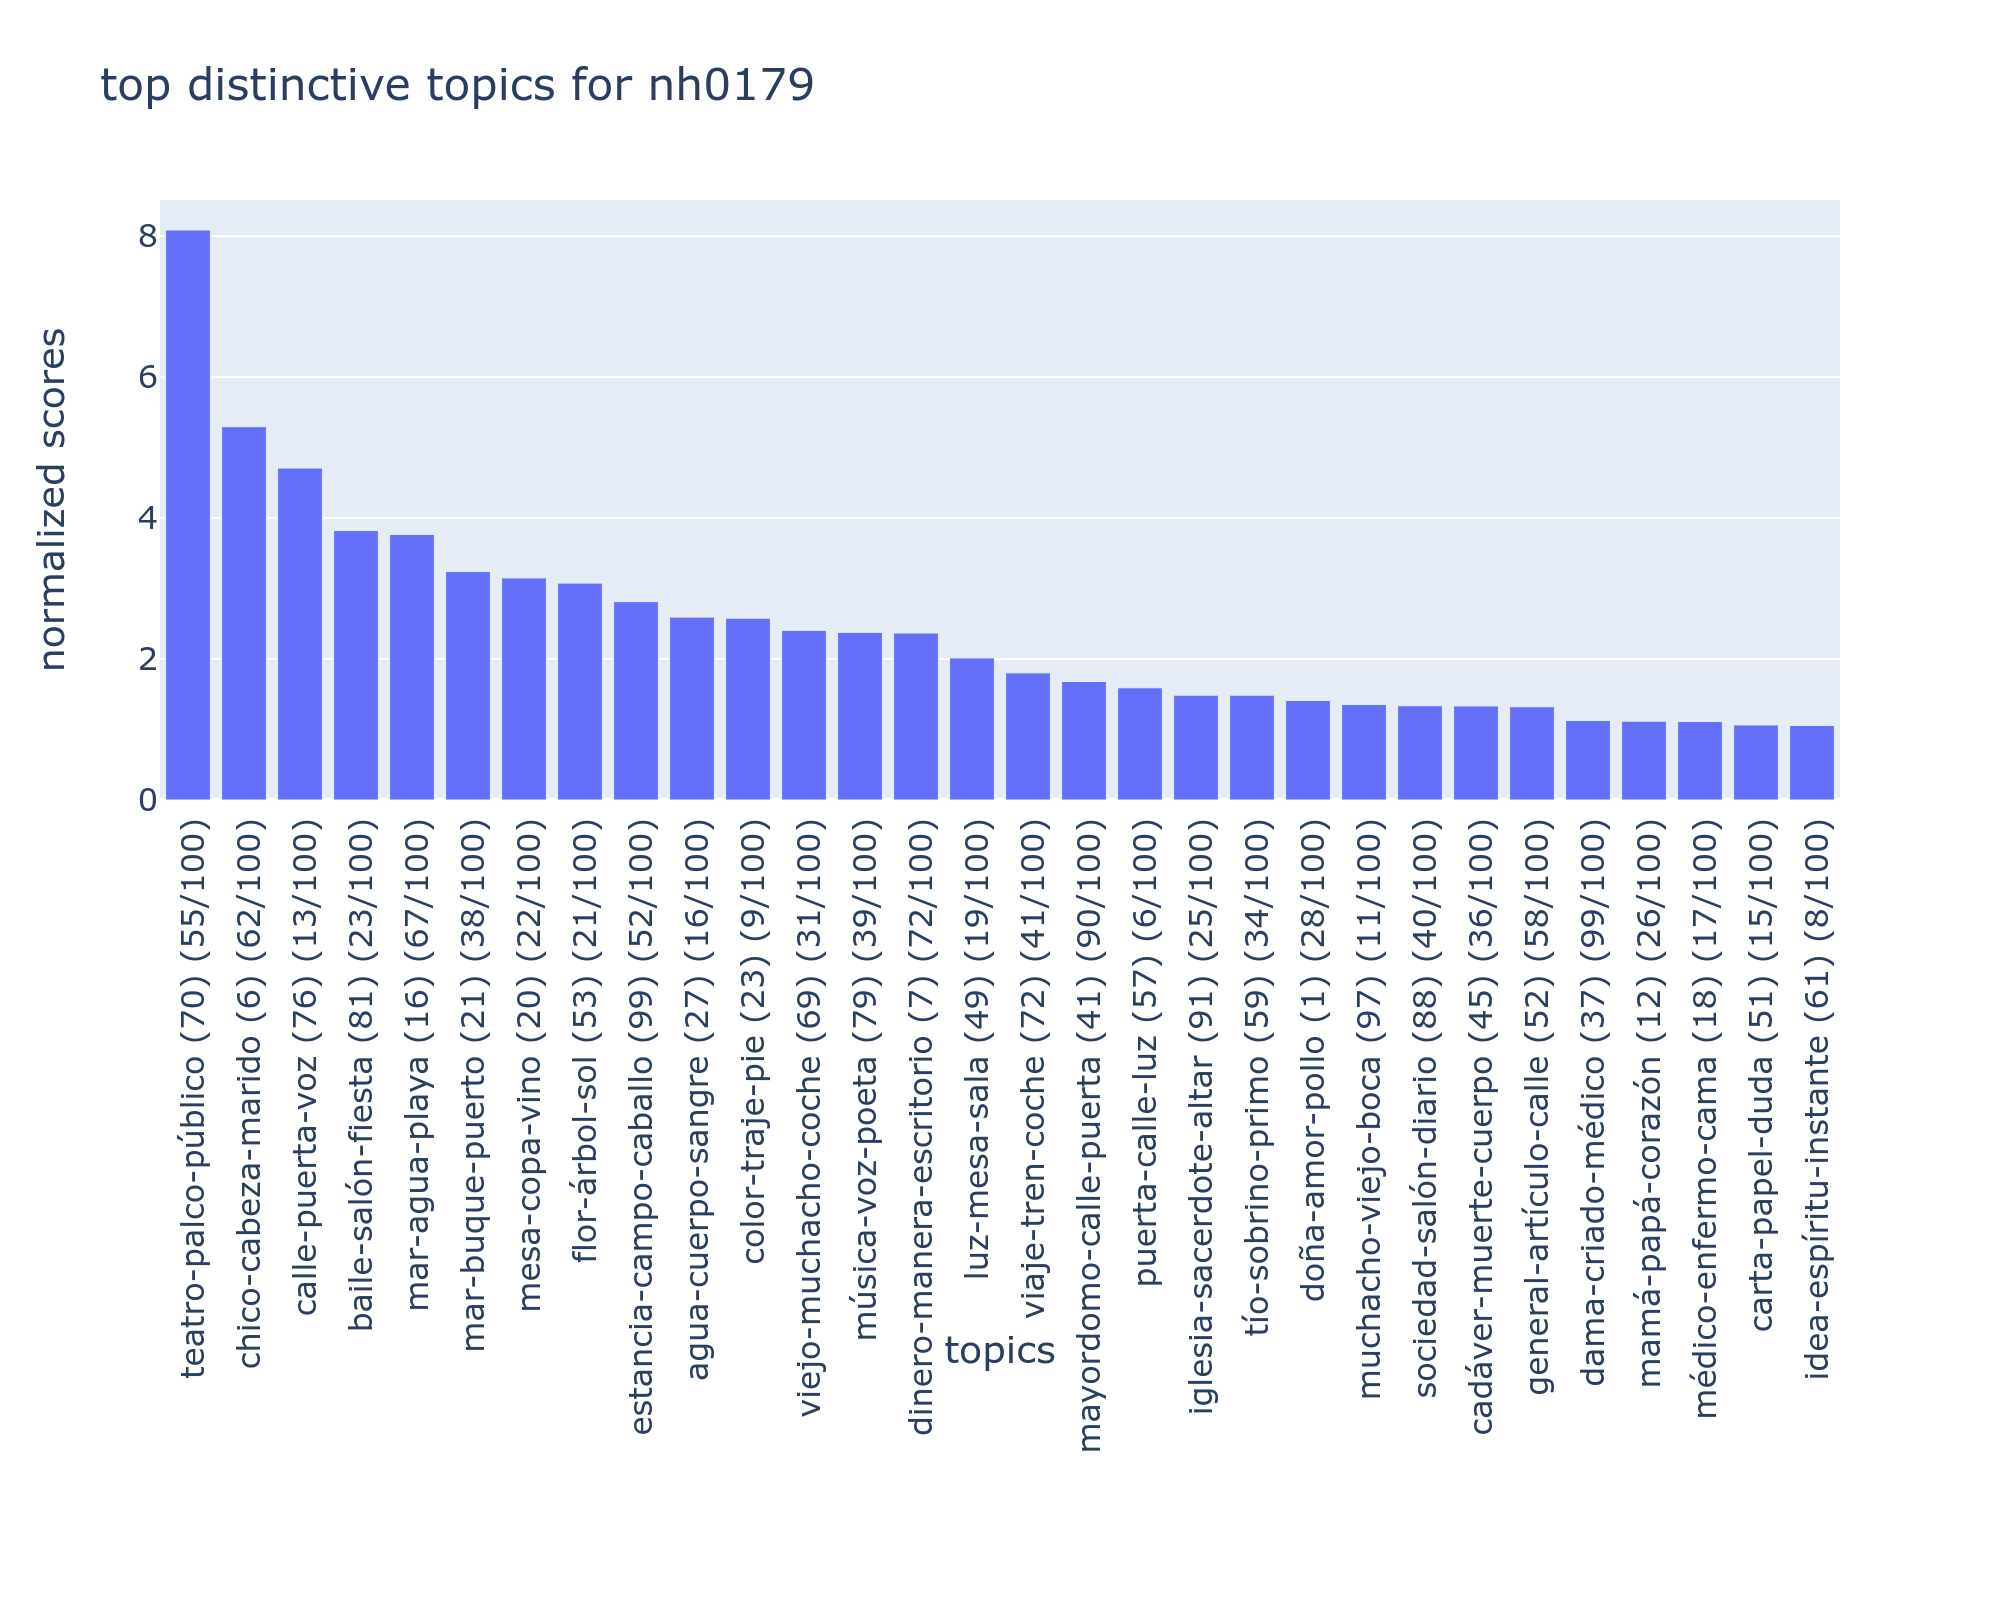 top distinctive topics for nh0179
normalized scores
8
6
4
2
0
teatro-palco-público (70) (55/100)
chico-cabeza-marido (6) (62/100)
calle-puerta-voz (76) (13/100)
baile-salón-fiesta (81) (23/100)
mar-agua-playa (16) (67/100)
mar-buque-puerto (21) (38/100)
mesa-copa-vino (20) (22/100)
flor-árbol-sol (53) (21/100)
estancia-campo-caballo (99) (52/100)
agua-cuerpo-sangre (27) (16/100)
color-traje-pie (23) (9/100)
viejo-muchacho-coche (69) (31/100)
música-voz-poeta (79) (39/100)
dinero-manera-escritorio (7) (72/100)
luz-mesa-sala (49) (19/100)
viaje-tren-coche (72) (41/100)
mayordomo-calle-puerta (41) (90/100)
puerta-calle-luz (57) (6/100)
iglesia-sacerdote-altar (91) (25/100)
tío-sobrino-primo (59) (34/100)
doña-amor-pollo (1) (28/100)
muchacho-viejo-boca (97) (11/100)
sociedad-salón-diario (88) (40/100)
cadáver-muerte-cuerpo (45) (36/100)
general-artículo-calle (52) (58/100)
dama-criado-médico (37) (99/100)
mamá-papá-corazón (12) (26/100)
médico-enfermo-cama (18) (17/100)
carta-papel-duda (51) (15/100)
idea-espíritu-instante (61) (8/100)
topics